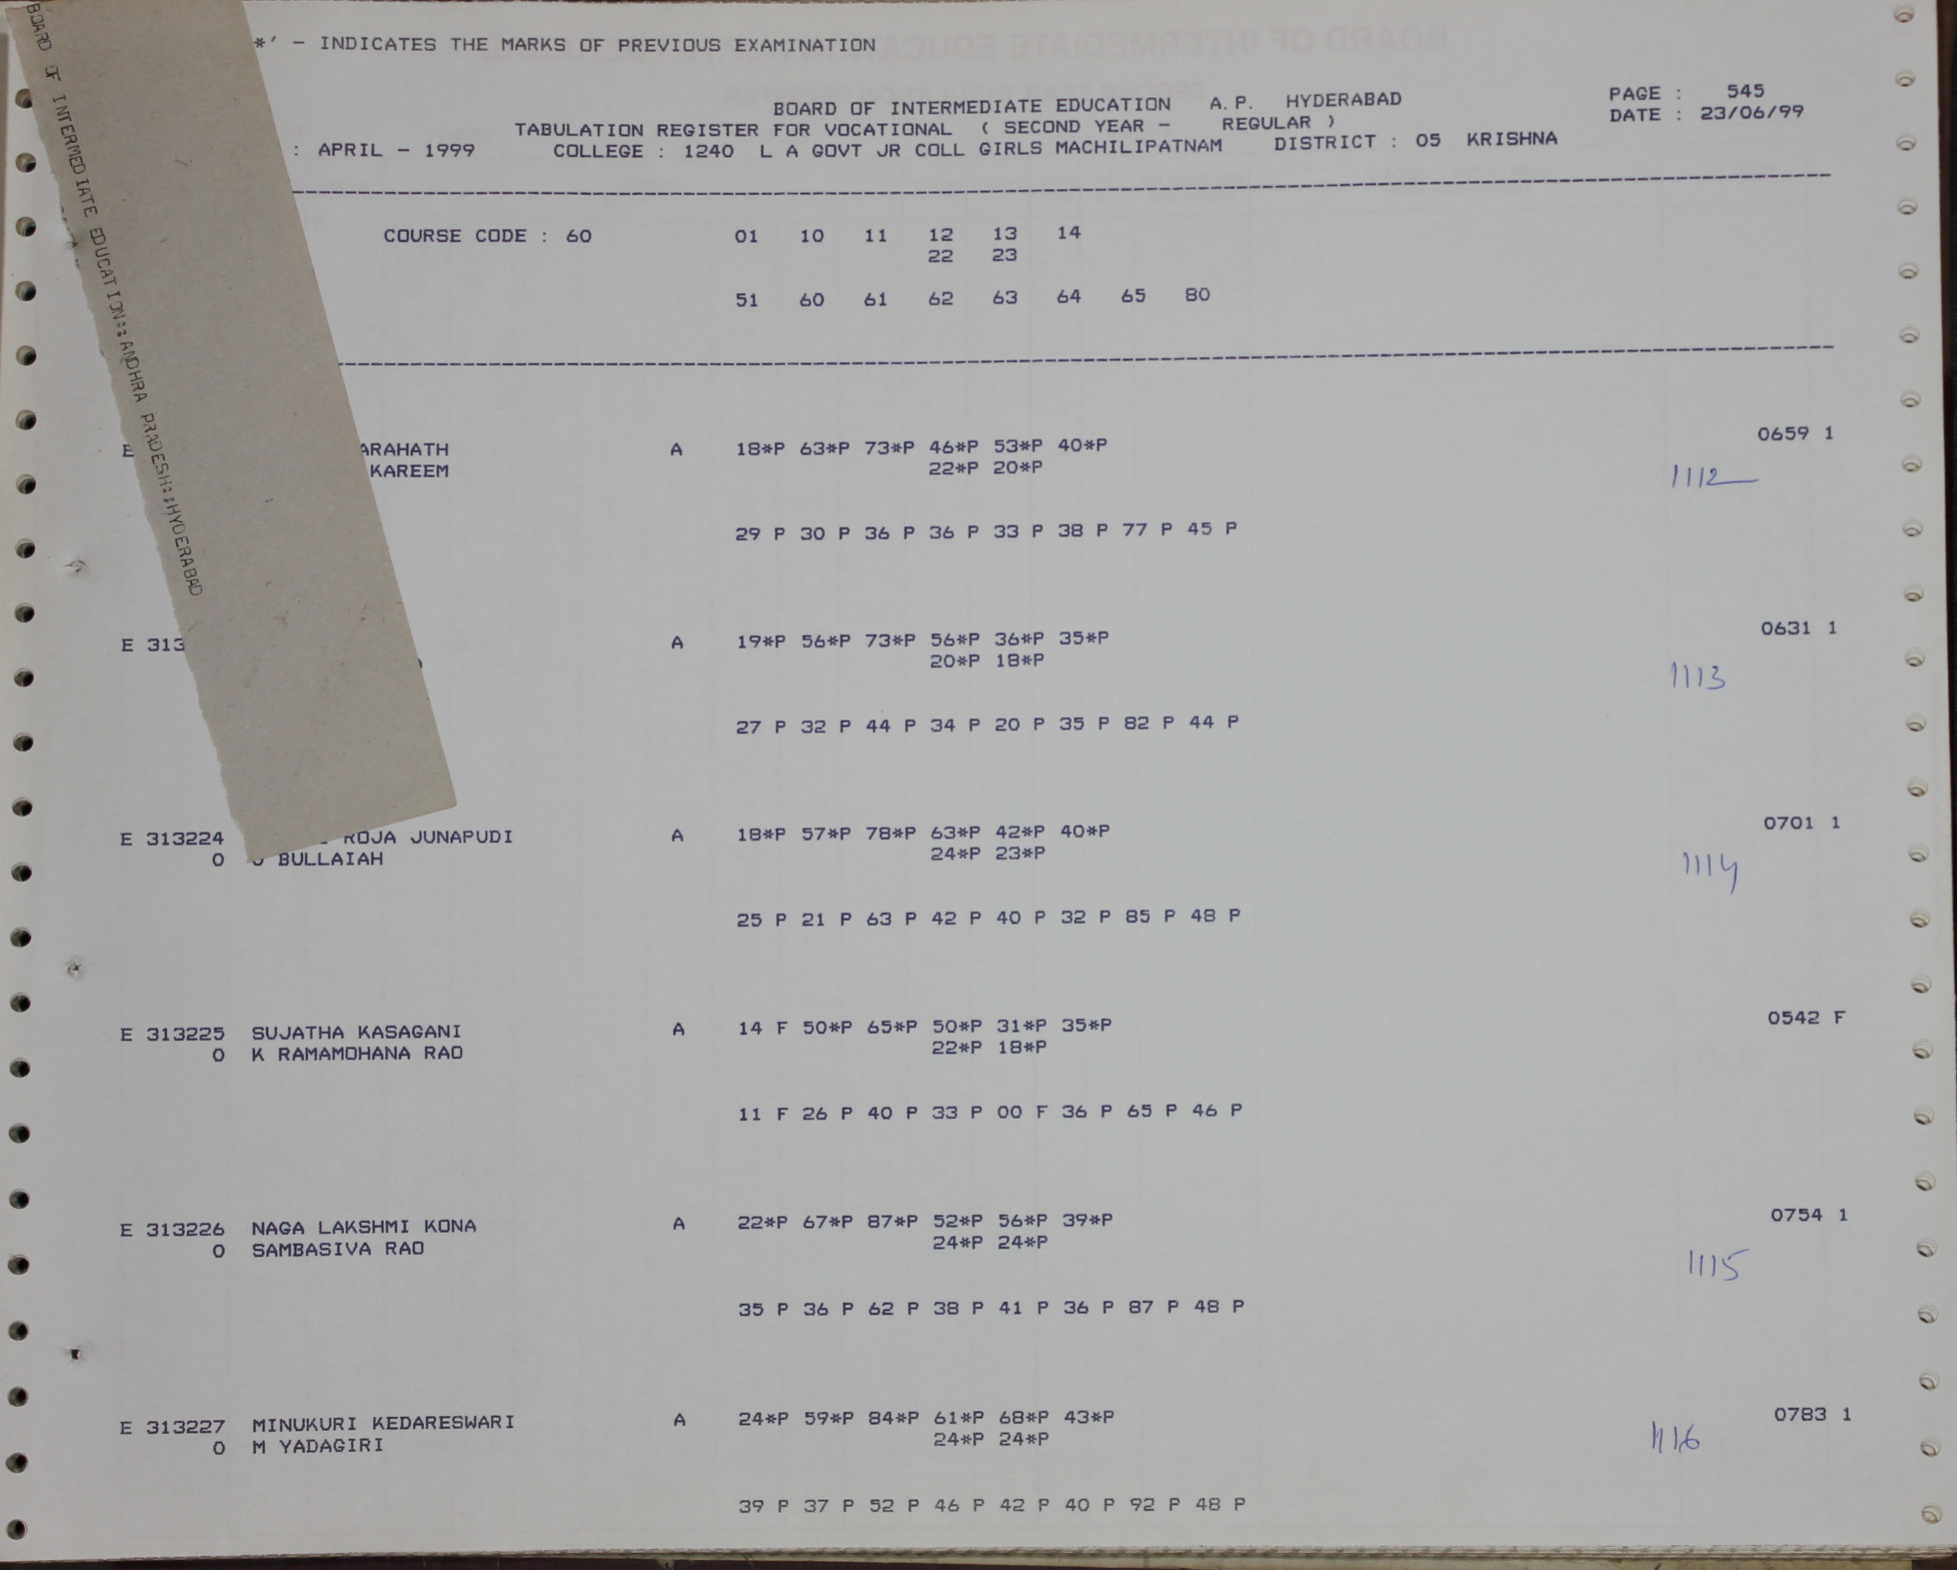 BOARD OF INTERMEDIATE EDUCATION::ANDHRA PRADESH::HYDERABAD
*' - INDICATES THE MARKS OF PREVIOUS EXAMINATION
BOARD OF INTERMEDIATE EDUCATION A.P. HYDERABAD PAGE : 545
TABULATION REGISTER FOR VOCATIONAL ( SECOND YEAR - REGULAR ) DATE : 23/06/99
: APRIL - 1999 COLLEGE : 1240 L A GOVT JR COLL GIRLS MACHILIPATNAM DISTRICT : 05 KRISHNA
COURSE CODE : 60 01 10 11 12 13 14
22 23
51 60 61 62 63 64 65 80
ARAHATH A 18*P 63*P 73*P 46*P 53*P 40*P 0659 1
KAREEM 22*P 20*P
1112
29 P 30 P 36 P 36 P 33 P 38 P 77 P 45 P
E 313 A 19*P 56*P 73*P 56*P 36*P 35*P 0631 1
20*P 18*P
1113
27 P 32 P 44 P 34 P 20 P 35 P 82 P 44 P
E 313224 ROJA JUNAPUDI A 18*P 57*P 78*P 63*P 42*P 40*P 0701 1
0 BULLAIAH 24*P 23*P
1114
25 P 21 P 63 P 42 P 40 P 32 P 85 P 48 P
E 313225 SUJATHA KASAGANI A 14 F 50*P 65*P 50*P 31*P 35*P 0542 F
0 K RAMAMOHANA RAO 22*P 18*P
11 F 26 P 40 P 33 P 00 F 36 P 65 P 46 P
E 313226 NAGA LAKSHMI KONA A 22*P 67*P 87*P 52*P 56*P 39*P 0754 1
0 SAMBASIVA RAO 24*P 24*P
1115
35 P 36 P 62 P 38 P 41 P 36 P 87 P 48 P
E 313227 MINUKURI KEDARESWARI A 24*P 59*P 84*P 61*P 68*P 43*P 0783 1
0 M YADAGIRI 24*P 24*P
1116
39 P 37 P 52 P 46 P 42 P 40 P 92 P 48 P